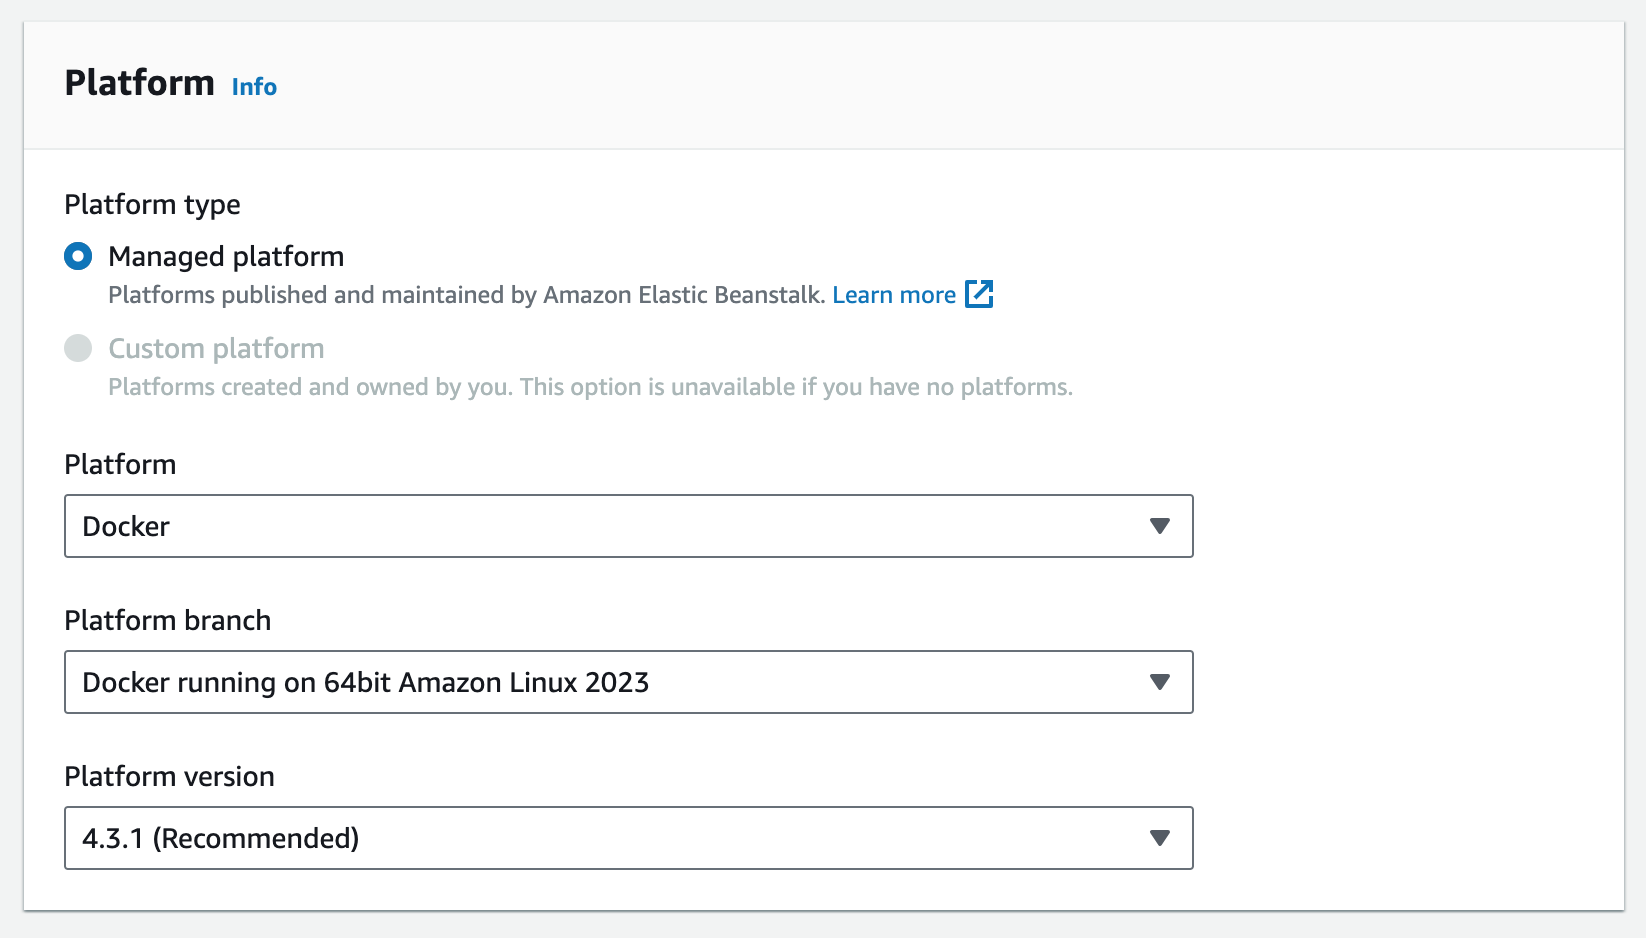 Platform Info
Platform type
Managed platform
Platforms published and maintained by Amazon Elastic Beanstalk. Learn more
Custom platform
Platforms created and owned by you. This option is unavailable if you have no platforms.
Platform
Docker
Platform branch
Docker running on 64bit Amazon Linux 2023
Platform version
4.3.1 (Recommended)